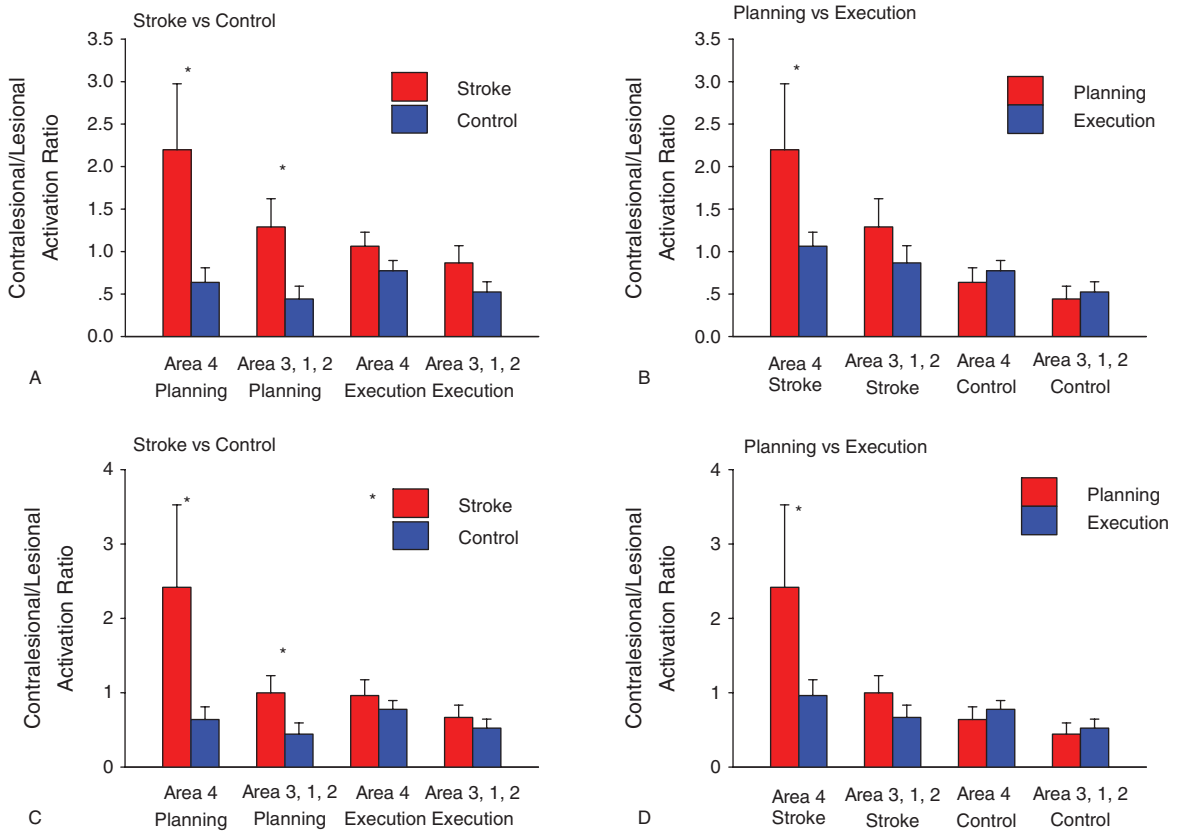 Stroke vs Control
3.5
3.0
2.5
2.0
1.5
1.0
.5
0.0
Contralesional/Lesional
Activation Ratio
*
*
Stroke
Control
Area 4 Area 3, 1, 2 Area 4 Area 3, 1, 2
Planning Planning Execution Execution
A
Planning vs Execution
3.5
3.0
2.5
2.0
1.5
1.0
.5
0.0
Contralesional/Lesional
Activation Ratio
*
Planning
Execution
Area 4 Area 3, 1, 2 Area 4 Area 3, 1, 2
Stroke Stroke Control Control
B
Stroke vs Control
4
3
2
1
0
Contralesional/Lesional
Activation Ratio
*
*
*
Stroke
Control
Area 4 Area 3, 1, 2 Area 4 Area 3, 1, 2
Planning Planning Execution Execution
C
Planning vs Execution
4
3
2
1
0
Contralesional/Lesional
Activation Ratio
*
Planning
Execution
Area 4 Area 3, 1, 2 Area 4 Area 3, 1, 2
Stroke Stroke Control Control
D